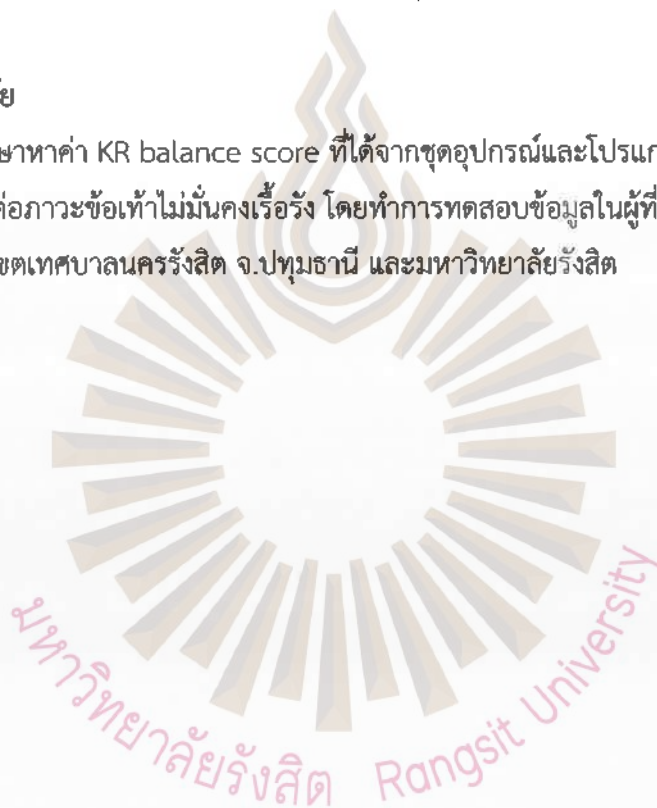 ษาหาค่า KR balance score ที่ได้จากชุดอุปกรณ์และโปรแก
ต่อภาวะข้อเท้าไม่มั่นคงเรื้อรัง โดยทำการทดสอบข้อมูลในผู้ที่
ขตเทศบาลนครรังสิต จ.ปทุมธานี และมหาวิทยาลัยรังสิต
มหาวิทยาลัยรังสิต Rangsit University